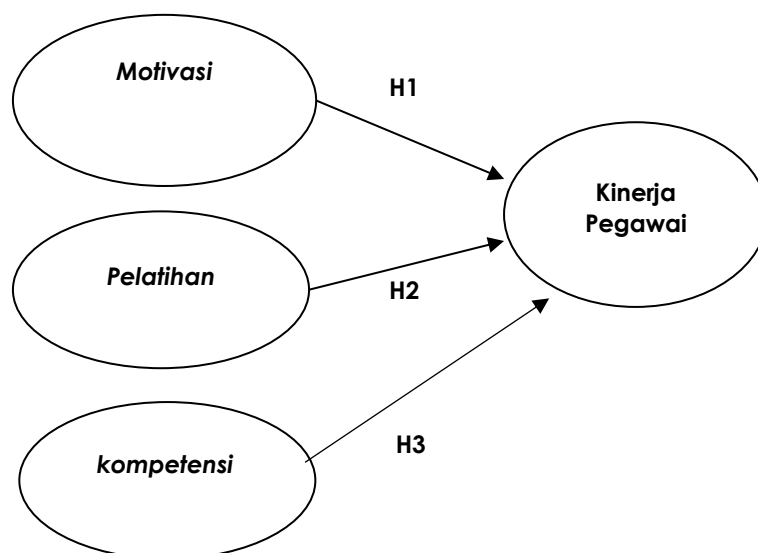 Motivasi
H1
Kinerja
Pegawai
Pelatihan
H2
kompetensi
H3